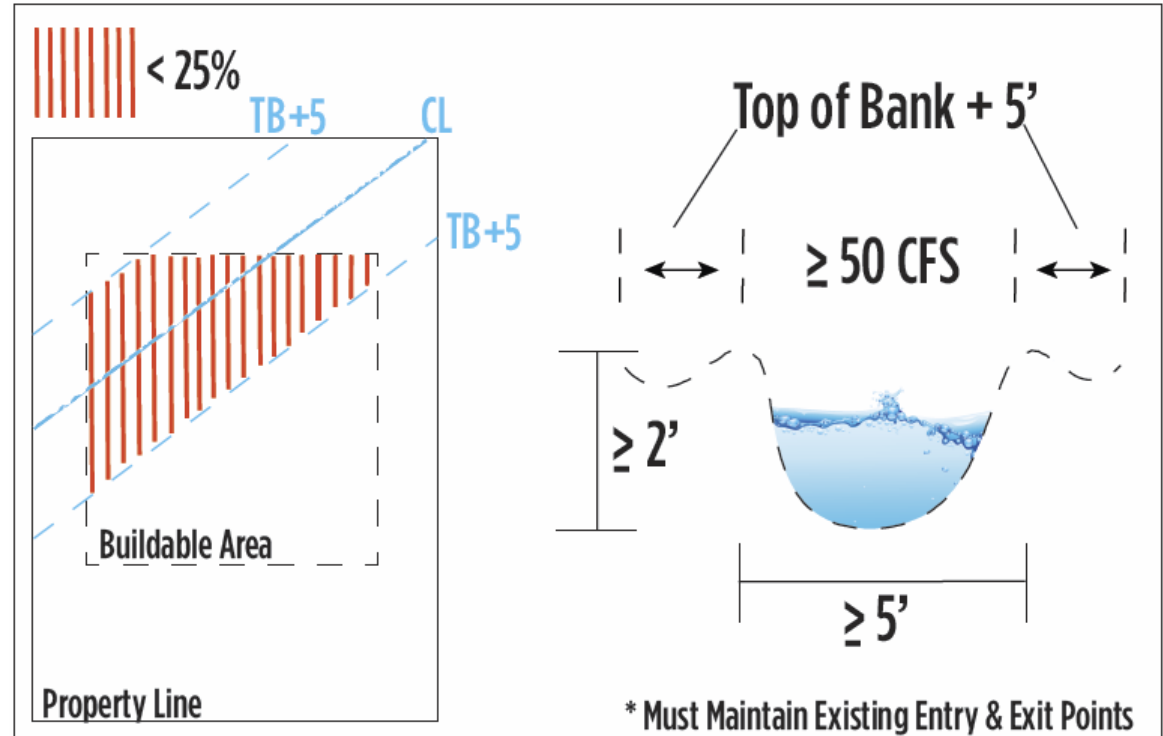 < 25%
TB+5
CL
TB+5
Buildable Area
Property Line
Top of Bank + 5’
≥ 50 CFS
≥ 2’
≥ 5’
* Must Maintain Existing Entry & Exit Points